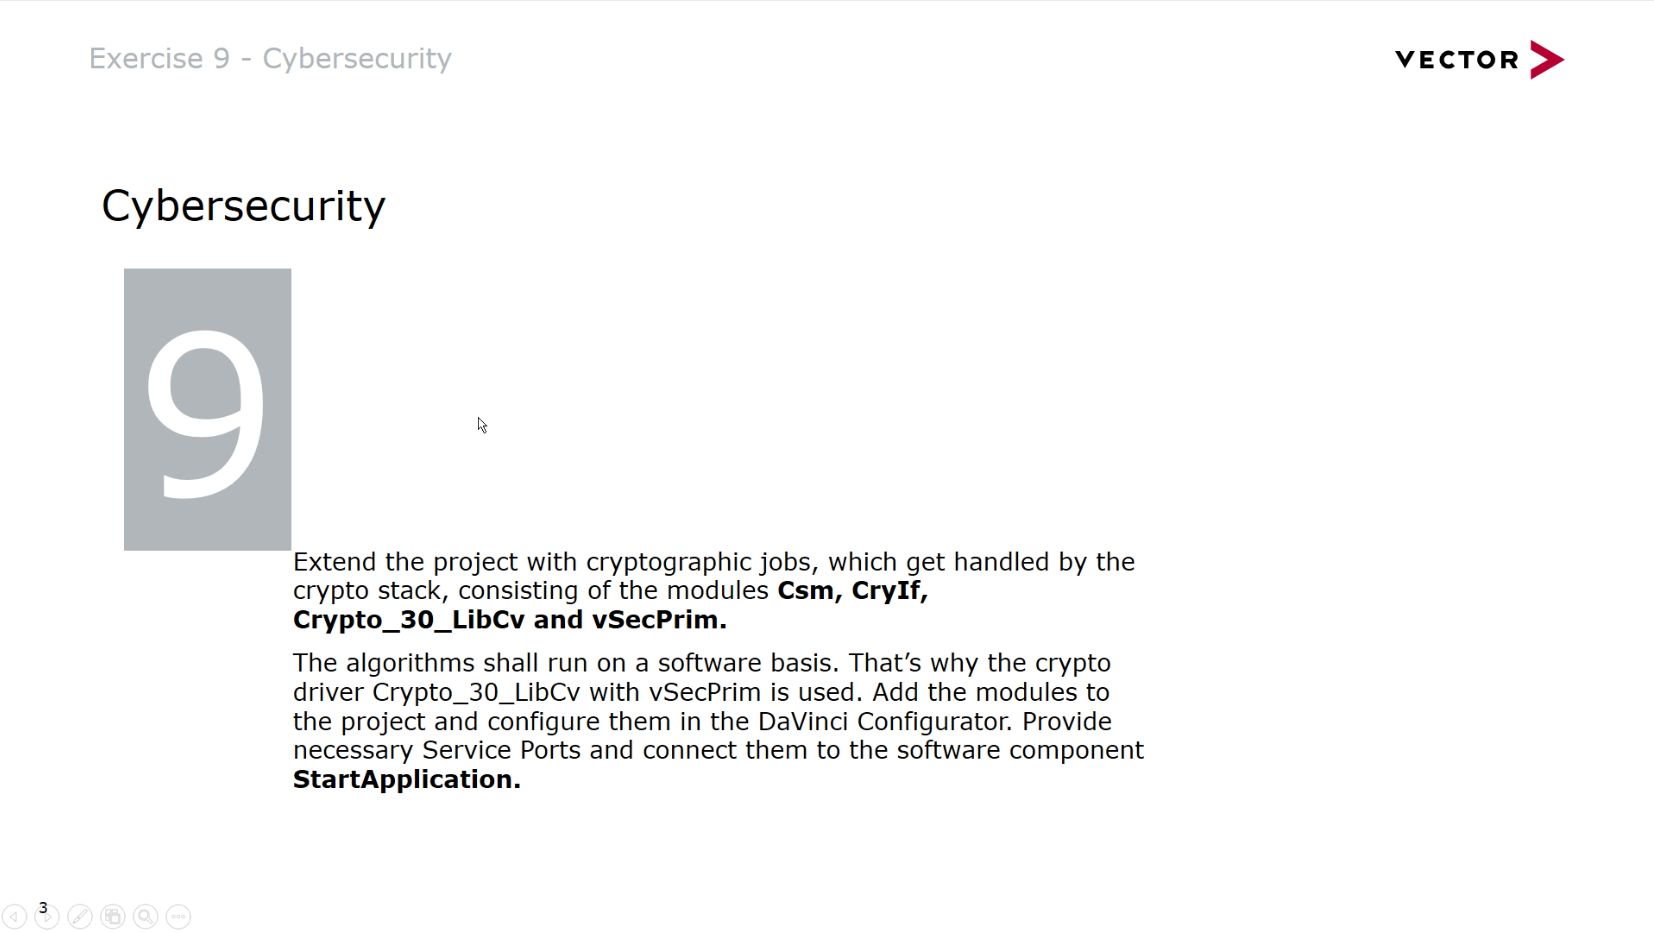 Exercise 9 - Cybersecurity
VECTOR
Cybersecurity
9
Extend the project with cryptographic jobs, which get handled by the
crypto stack, consisting of the modules Csm, CryIf,
Crypto_30_LibCv and vSecPrim.
The algorithms shall run on a software basis. That’s why the crypto
driver Crypto_30_LibCv with vSecPrim is used. Add the modules to
the project and configure them in the DaVinci Configurator. Provide
necessary Service Ports and connect them to the software component
StartApplication.
3